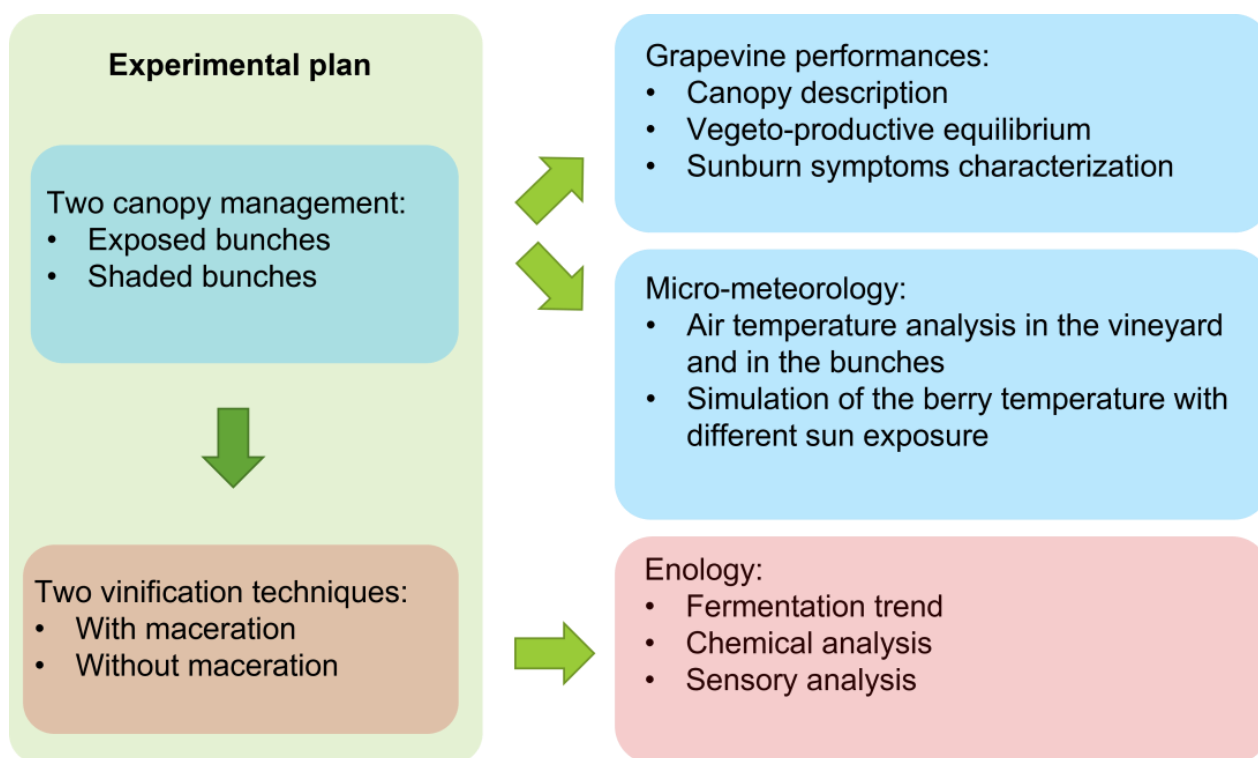 Experimental plan
Two canopy management:
• Exposed bunches
• Shaded bunches
Two vinification techniques:
• With maceration
• Without maceration
Grapevine performances:
• Canopy description
• Vegeto-productive equilibrium
• Sunburn symptoms characterization
Micro-meteorology:
• Air temperature analysis in the vineyard
and in the bunches
• Simulation of the berry temperature with
different sun exposure
Enology:
• Fermentation trend
• Chemical analysis
• Sensory analysis